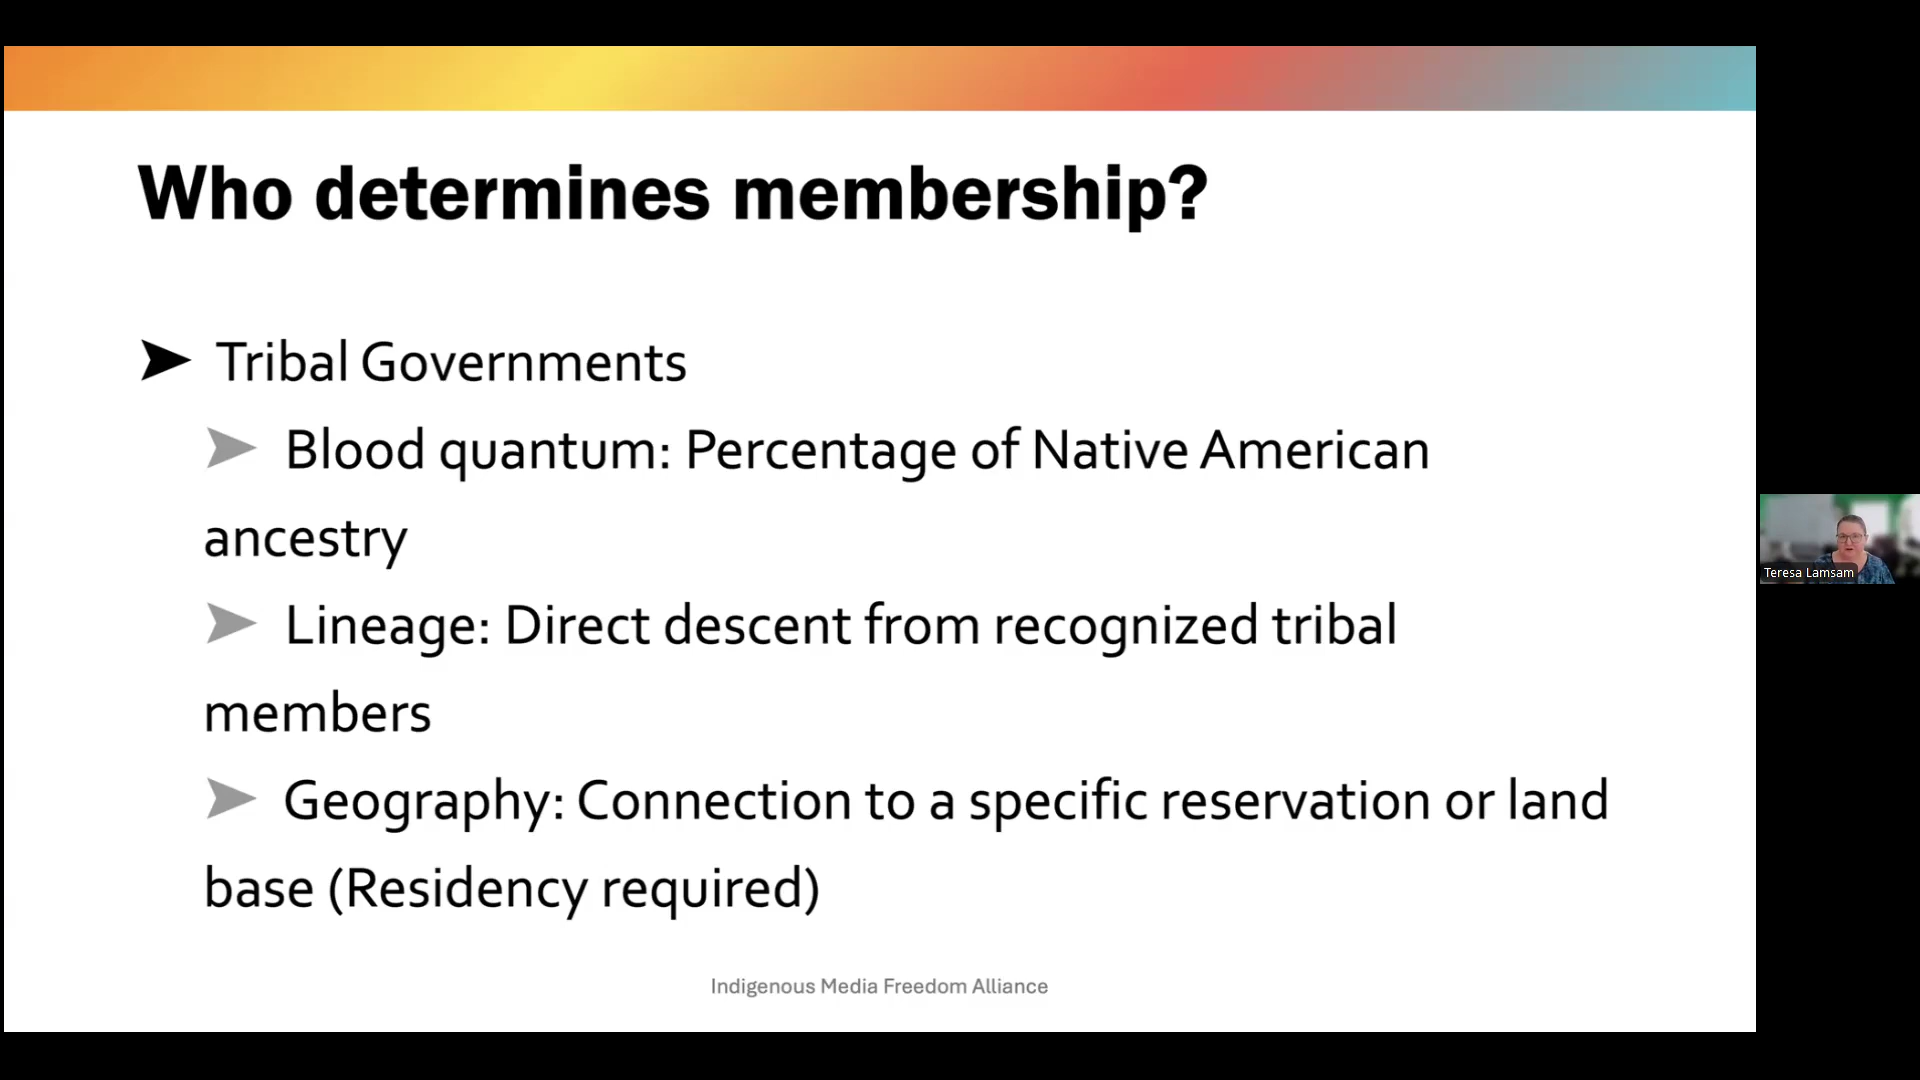 Who determines membership?
➤ Tribal Governments
➤ Blood quantum: Percentage of Native American
ancestry
➤ Lineage: Direct descent from recognized tribal
members
➤ Geography: Connection to a specific reservation or land
base (Residency required)
Indigenous Media Freedom Alliance
Teresa Lamsam